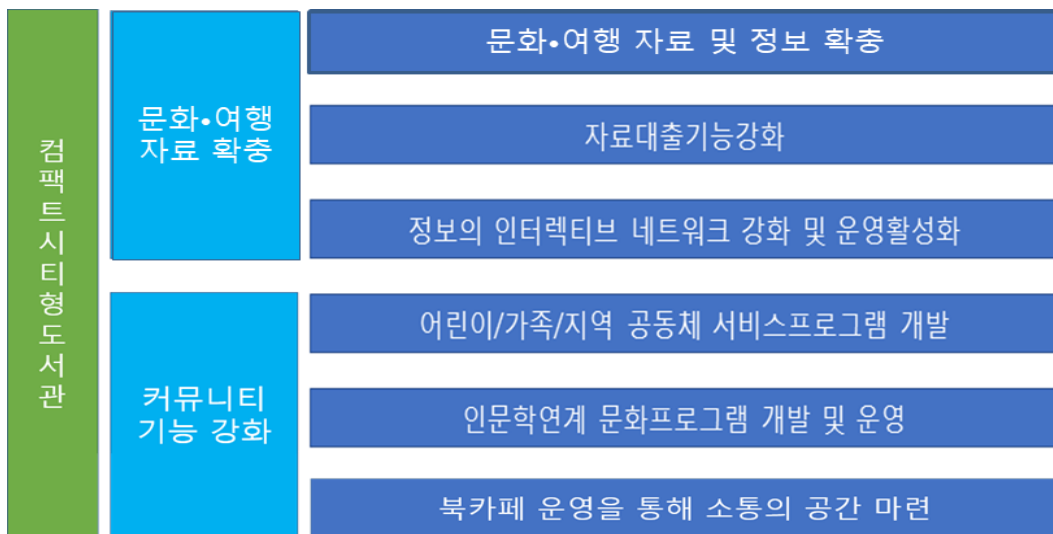 컴팩트시티형도서관
문화•여행
자료 확충
문화•여행 자료 및 정보 확충
자료대출기능강화
정보의 인터렉티브 네트워크 강화 및 운영활성화
커뮤니티
기능 강화
어린이/가족/지역 공동체 서비스프로그램 개발
인문학연계 문화프로그램 개발 및 운영
북카페 운영을 통해 소통의 공간 마련